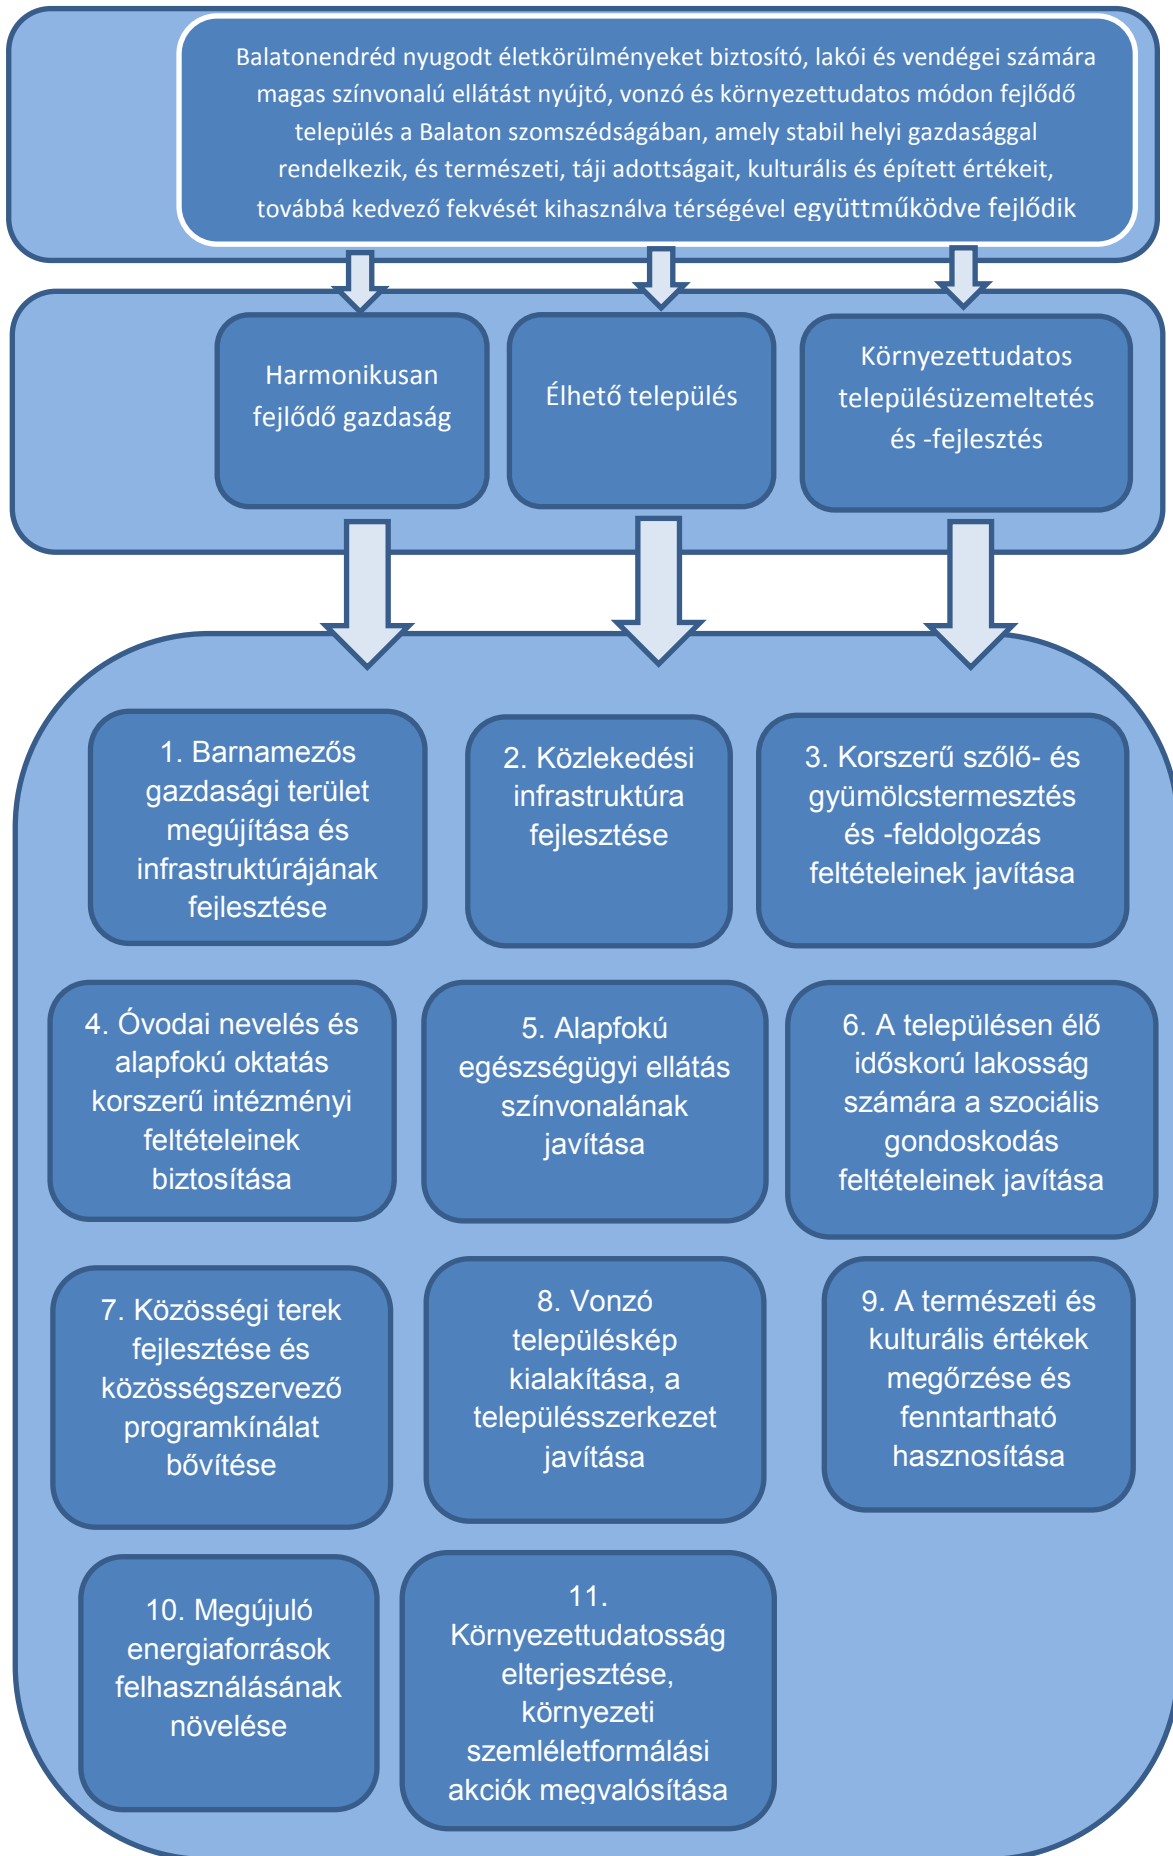 Balatonendréd nyugodt életkörülményeket biztosító, lakói és vendégei számára
magas színvonalú ellátást nyújtó, vonzó és környezettudatos módon fejlődő
település a Balaton szomszédságában, amely stabil helyi gazdasággal
rendelkezik, és természeti, táji adottságait, kulturális és épített értékeit,
továbbá kedvező fekvését kihasználva térségével együttműködve fejlődik
Harmonikusan
fejlődő gazdaság
Élhető település
Környezettudatos
településüzemeltetés
és -fejlesztés
1. Barnamezős
gazdasági terület
megújítása és
infrastruktúrájának
fejlesztése
2. Közlekedési
infrastruktúra
fejlesztése
3. Korszerű szőlő- és
gyümölcstermesztés
és -feldolgozás
feltételeinek javítása
4. Óvodai nevelés és
alapfokú oktatás
korszerű intézményi
feltételeinek
biztosítása
5. Alapfokú
egészségügyi ellátás
színvonalának
javítása
6. A településen élő
időskorú lakosság
számára a szociális
gondoskodás
feltételeinek javítása
7. Közösségi terek
fejlesztése és
közösségszervező
programkínálat
bővítése
8. Vonzó
településkép
kialakítása, a
településszerkezet
javítása
9. A természeti és
kulturális értékek
megőrzése és
fenntartható
hasznosítása
10. Megújuló
energiaforrások
felhasználásának
növelése
11.
Környezettudatosság
elterjesztése,
környezeti
szemléletformálási
akciók megvalósítása